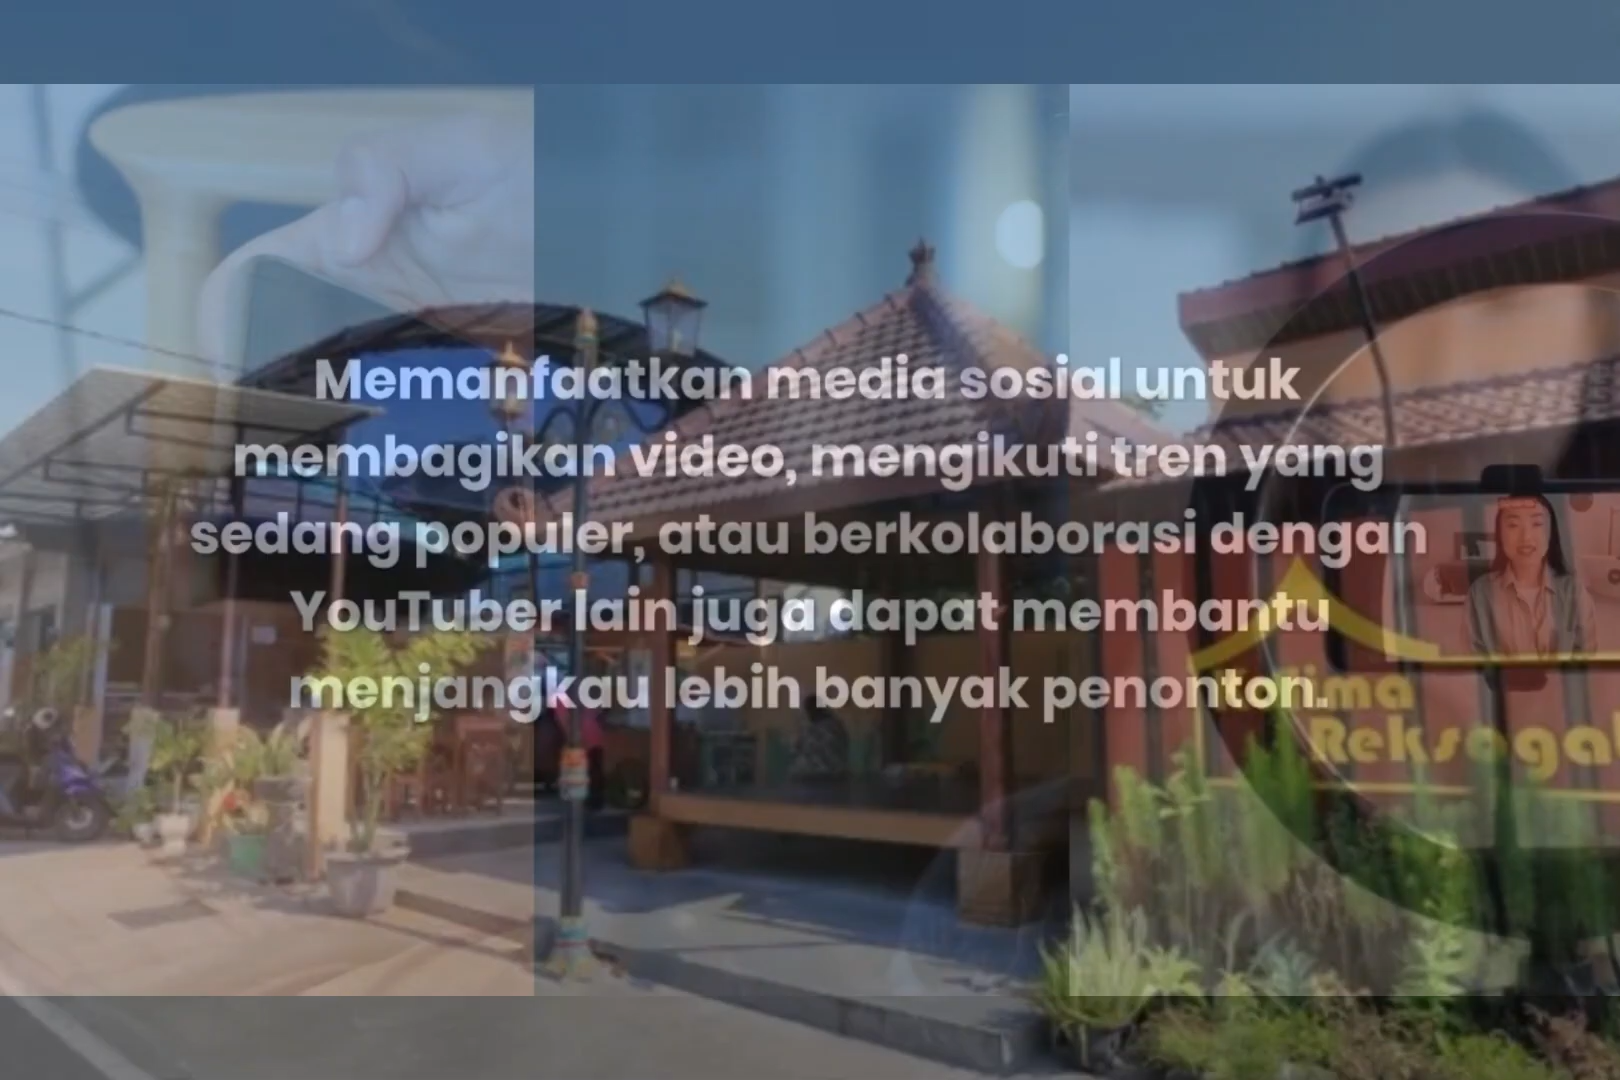 Memanfaatkan media sosial untuk
membagikan video, mengikuti tren yang
sedang populer, atau berkolaborasi dengan
YouTuber lain juga dapat membantu
menjangkau lebih banyak penonton.